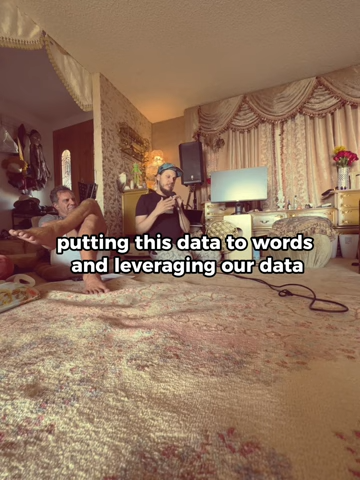 putting this data to words
and leveraging our data